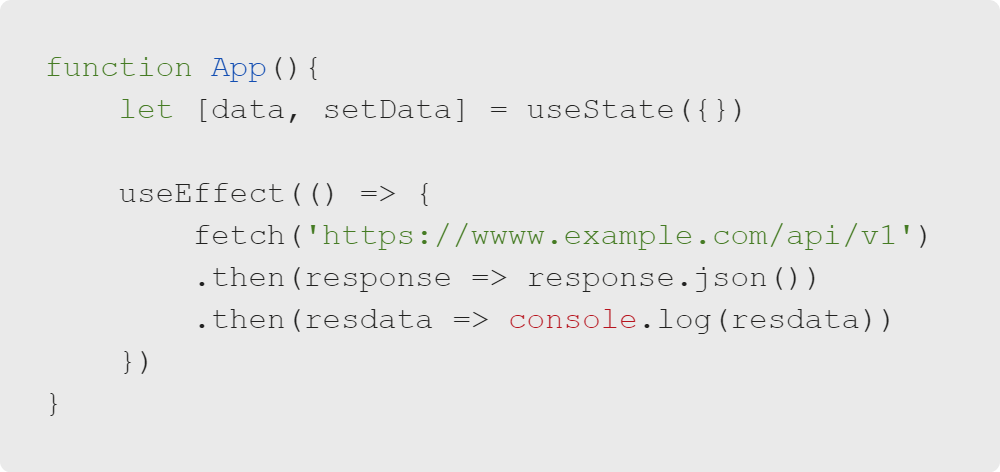 function App(){
    let [data, setData] = useState({})

    useEffect(() => {
        fetch('https://wwww.example.com/api/v1')
        .then(response => response.json())
        .then(resdata => console.log(resdata))
    })
}